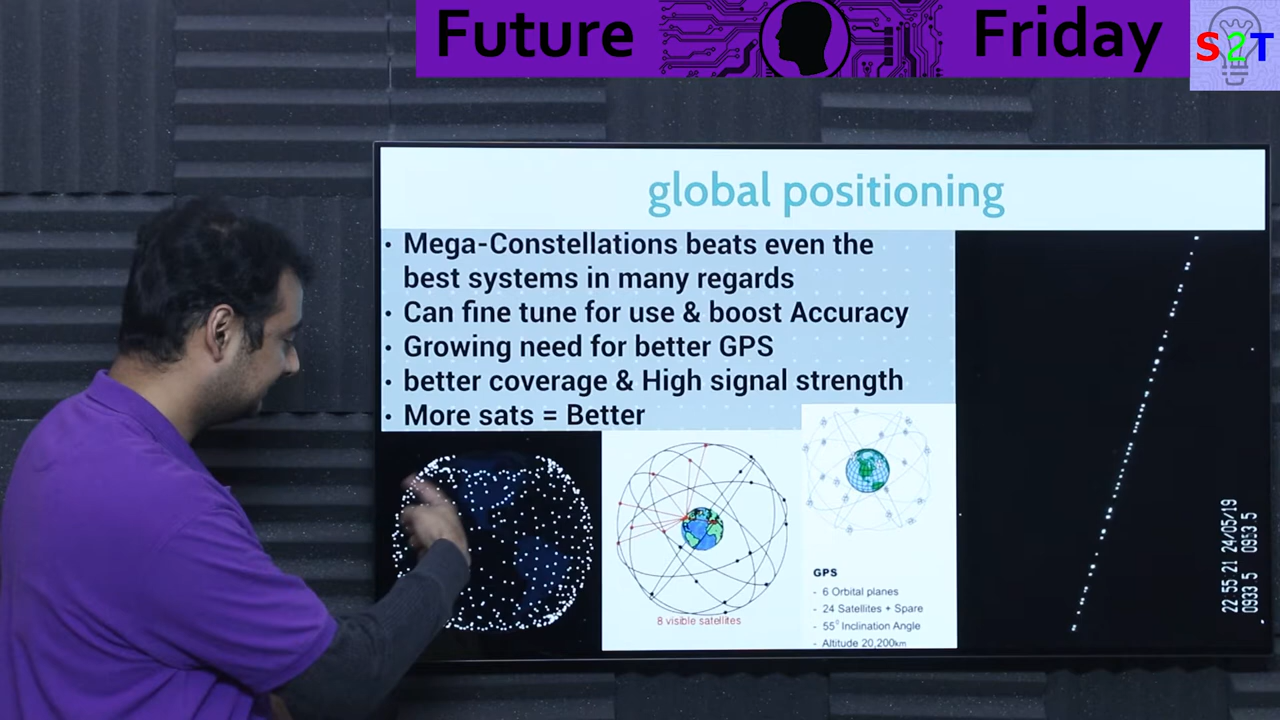 Future Friday
S2T
global positioning
• Mega-Constellations beats even the
best systems in many regards
• Can fine tune for use & boost Accuracy
• Growing need for better GPS
• better coverage & High signal strength
• More sats = Better
8 visible satellites
GPS
- 6 Orbital planes
- 24 Satellites + Spare
- 55° Inclination Angle
- Altitude 20,200km
22 55 21 24/05/19
0933 5 0953 5